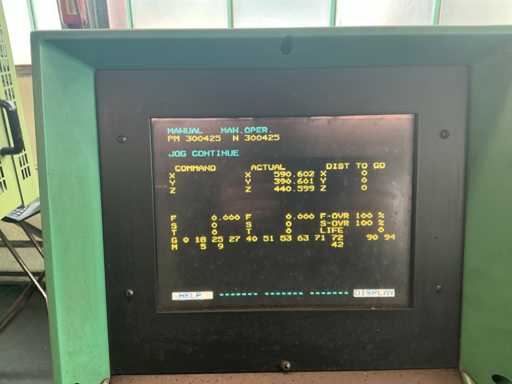 MANUAL MAN.OPER.
PM 300425 N 300425
JOG CONTINUE
COMMAND ACTUAL DIST TO GO
X X 590.602 X 0
Y Y 396.601 Y 0
Z Z 440.599 Z 0
F 0.000 F 0.000 F-OVR 100 %
S 0 S 0 S-OVR 100 %
T 0 T 0 LIFE 0
G 0 18 25 27 40 51 53 63 71 72 90 94
M 5 9 42
HELP DISPLAY